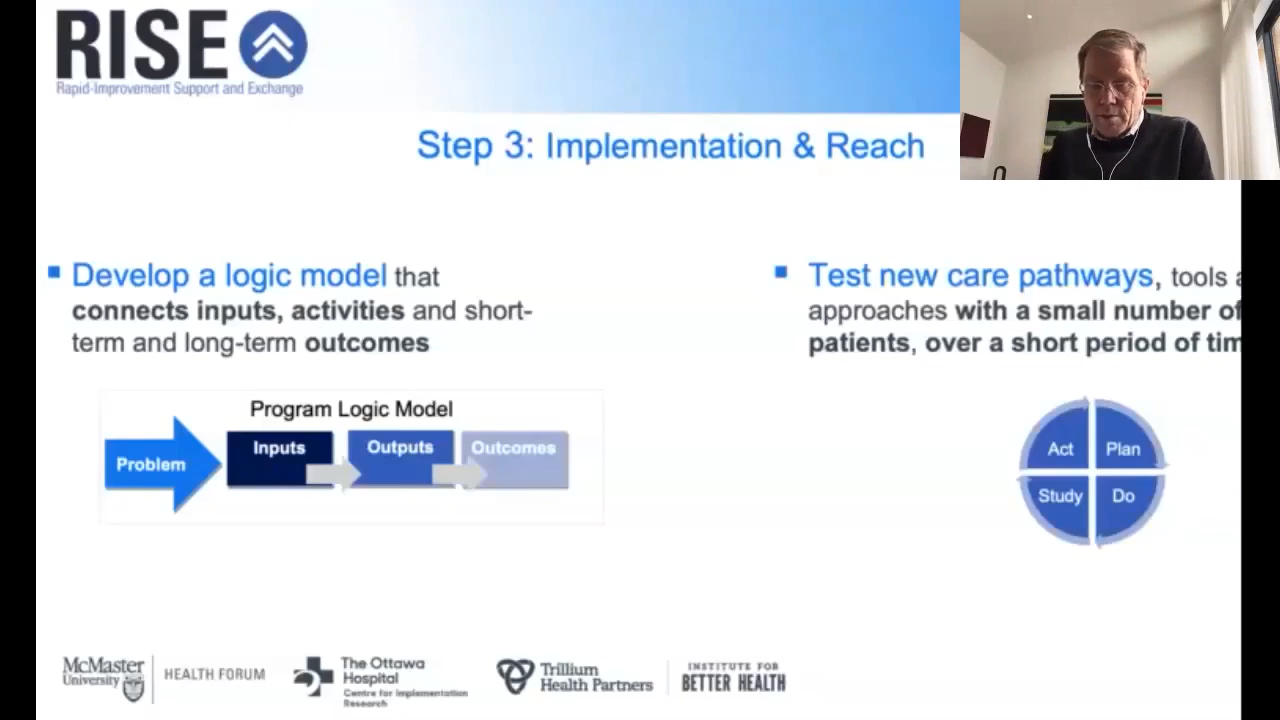 RISE
Rapid-Improvement Support and Exchange
Step 3: Implementation & Reach
Develop a logic model that
connects inputs, activities and short-
term and long-term outcomes
Program Logic Model
Problem
Inputs
Outputs
Outcomes
Test new care pathways, tools
approaches with a small number of
patients, over a short period of tim
Act
Plan
Study
Do
McMaster
University
HEALTH FORUM
The Ottawa
Hospital
Centre for Implementation
Research
Trillium
Health Partners
INSTITUTE FOR
BETTER HEALTH